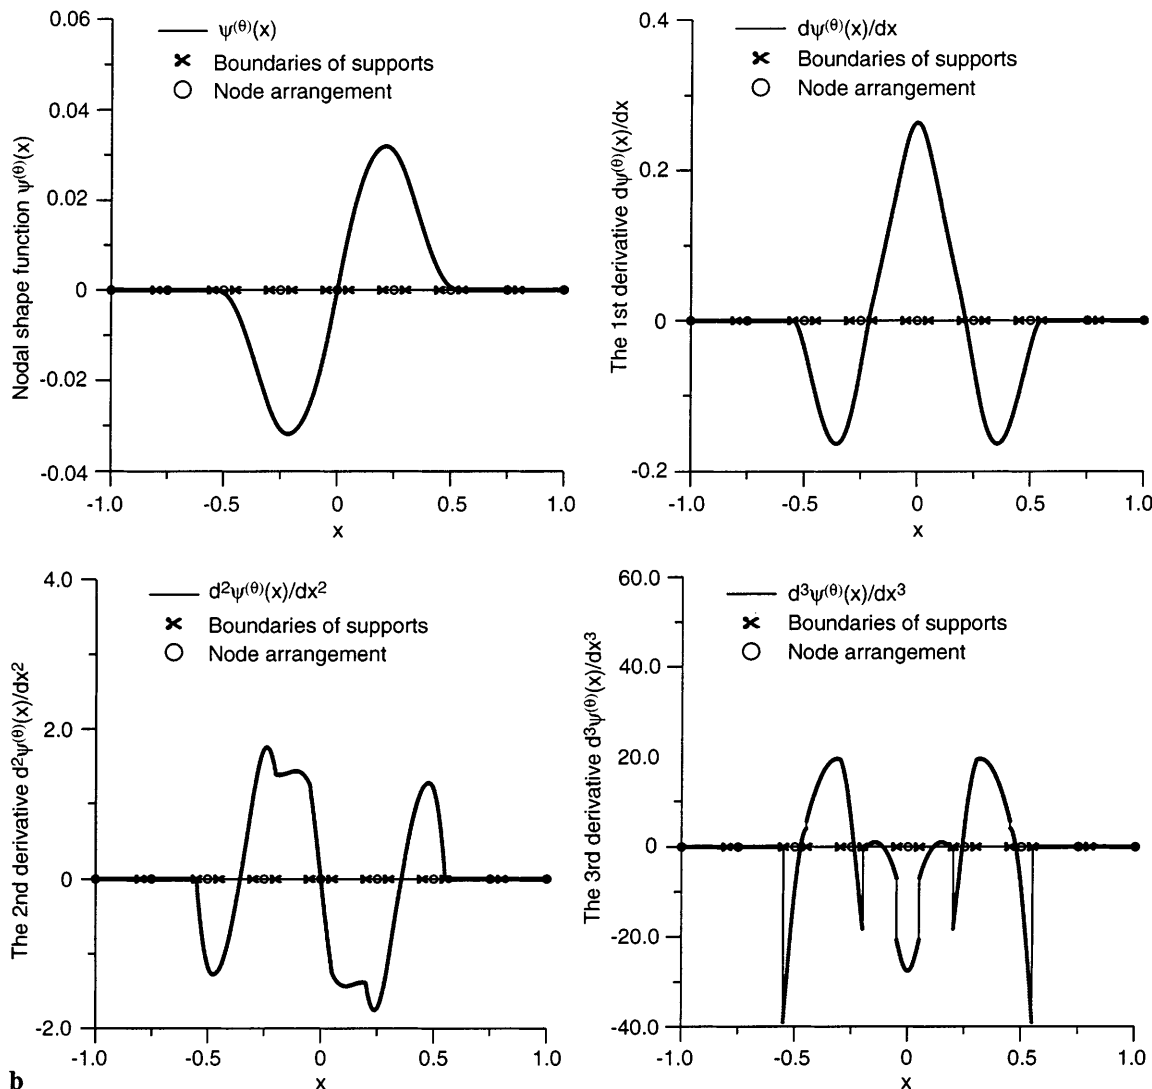 0.06
0.04
0.02
0
-0.02
-0.04
Nodal shape function ψ⁽ᶿ⁾(x)
ψ⁽ᶿ⁾(x)
Boundaries of supports
Node arrangement
-1.0 -0.5 0 0.5 1.0
x
0.4
0.2
0
-0.2
The 1st derivative dψ⁽ᶿ⁾(x)/dx
dψ⁽ᶿ⁾(x)/dx
Boundaries of supports
Node arrangement
-1.0 -0.5 0 0.5 1.0
x
4.0
2.0
0
-2.0
The 2nd derivative d²ψ⁽ᶿ⁾(x)/dx²
d²ψ⁽ᶿ⁾(x)/dx²
Boundaries of supports
Node arrangement
-1.0 -0.5 0 0.5 1.0
x
60.0
40.0
20.0
0
-20.0
-40.0
The 3rd derivative d³ψ⁽ᶿ⁾(x)/dx³
d³ψ⁽ᶿ⁾(x)/dx³
Boundaries of supports
Node arrangement
-1.0 -0.5 0 0.5 1.0
x
b